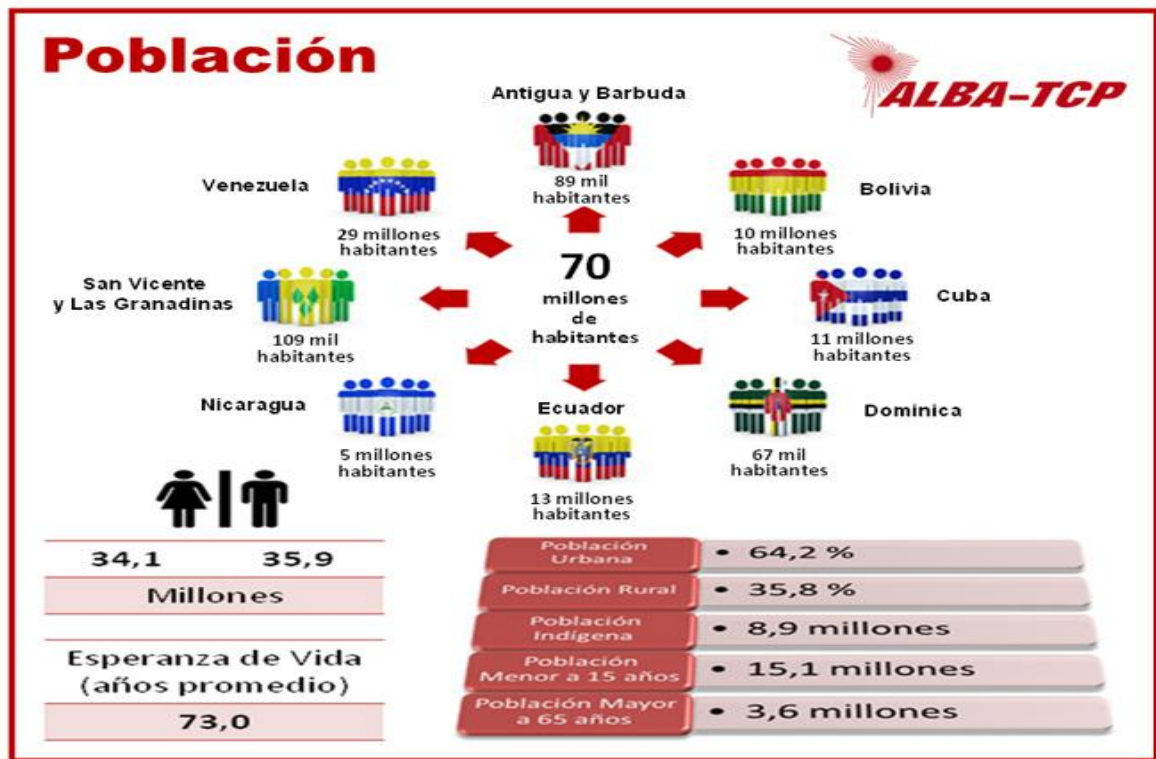 Población
ALBA-TCP
Antigua y Barbuda
89 mil
habitantes
Venezuela
29 millones
habitantes
Bolivia
10 millones
habitantes
70
millones
de
habitantes
San Vicente
y Las Granadinas
109 mil
habitantes
Cuba
11 millones
habitantes
Nicaragua
5 millones
habitantes
Ecuador
13 millones
habitantes
Dominica
67 mil
habitantes
34,1 35,9
Millones
Esperanza de Vida
(años promedio)
73,0
Población
Urbana
• 64,2 %
Población Rural
• 35,8 %
Población
Indígena
• 8,9 millones
Población
Menor a 15 años
• 15,1 millones
Población Mayor
a 65 años
• 3,6 millones